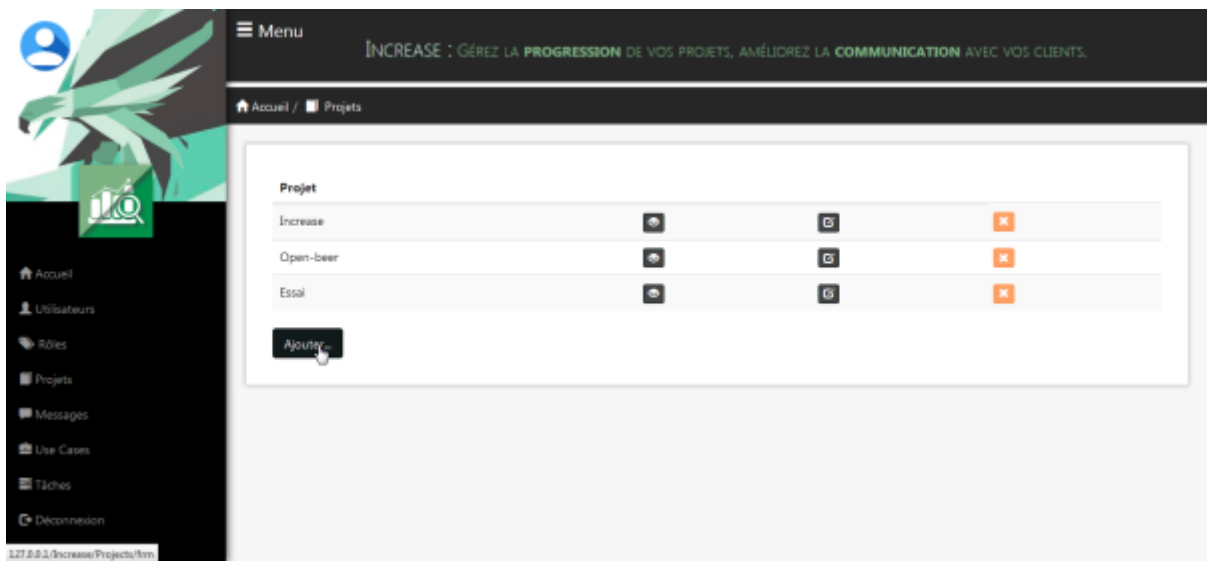 Menu
INCREASE : GÉREZ LA PROGRESSION DE VOS PROJETS, AMÉLIOREZ LA COMMUNICATION AVEC VOS CLIENTS.
Accueil / Projets
Projet
Increase
Open-beer
Essai
Ajouter...
Accueil
Utilisateurs
Rôles
Projets
Messages
Use Cases
Tâches
Déconnexion
127.0.0.1/Increase/Projects/frm